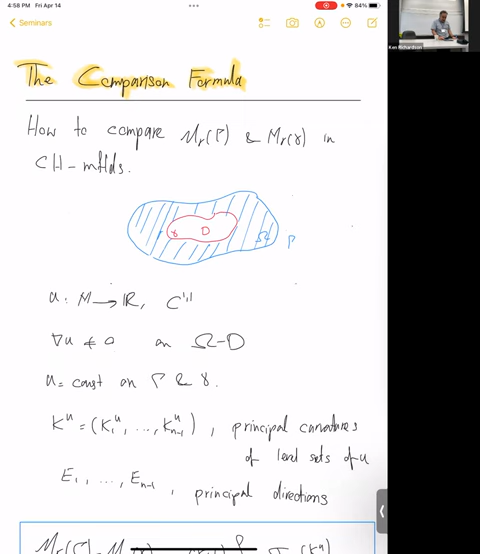 4:58 PM Fri Apr 14
84%
Seminars
Ken Richardson
The Comparison Formula
How to compare Mr(Γ) & Mr(γ) in
CH-mflds.
γ D Ω Γ
u: M → R, C^{1,1}
∇u ≠ 0 on Ω-D
u = const on Γ & γ.
K^u = (K_1^u, ..., K_{n-1}^u), principal curvatures
of level sets of u
E_1, ..., E_{n-1}, principal directions